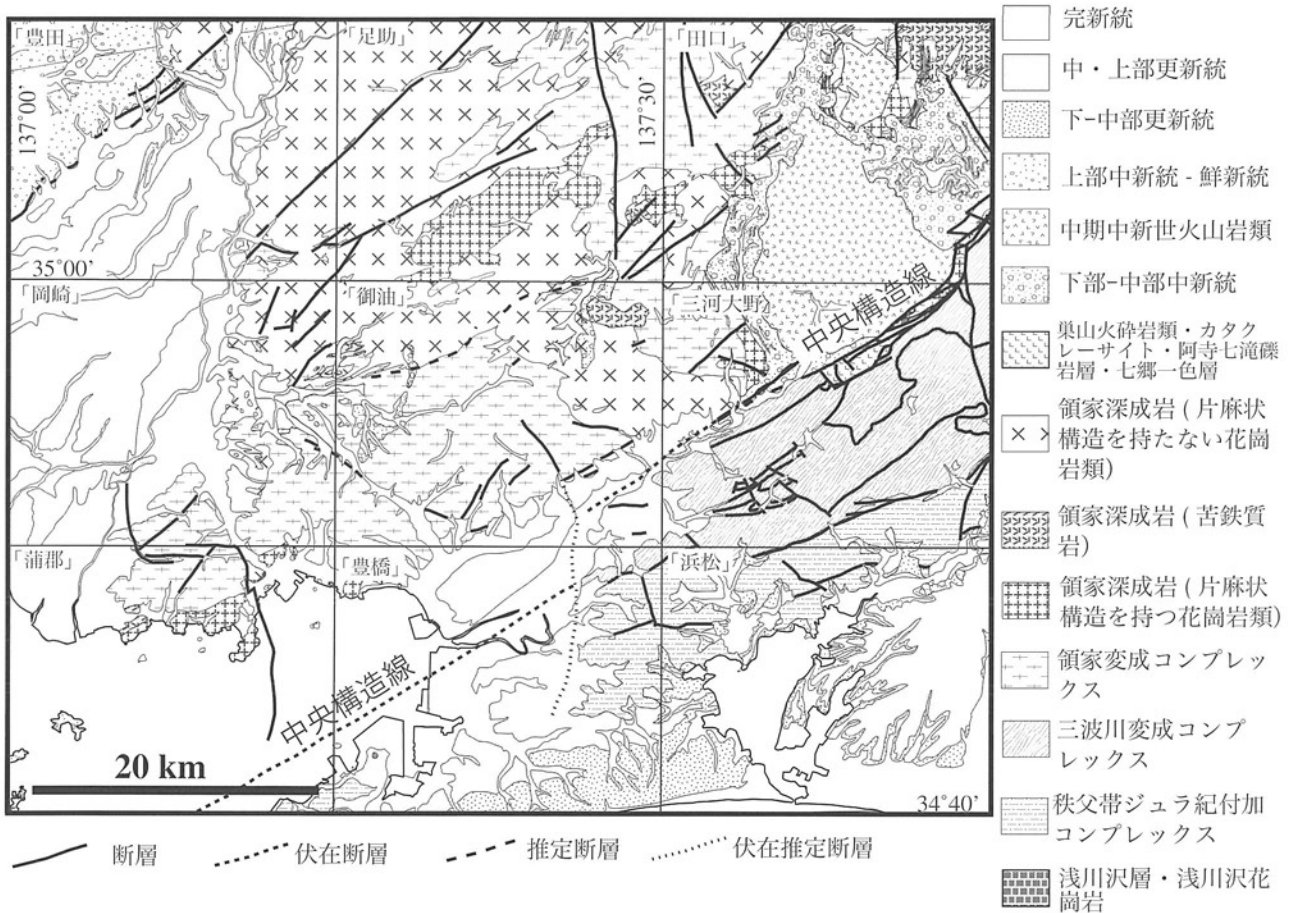 「豊田」
「足助」
「田口」
137°00'
137°30'
35°00'
「岡崎」
「御油」
「三河大野」
中央構造線
「蒲郡」
「豊橋」
「浜松」
中央構造線
20 km
34°40'
断層
伏在断層
推定断層
伏在推定断層
完新統
中・上部更新統
下−中部更新統
上部中新統 - 鮮新統
中期中新世火山岩類
下部−中部中新統
巣山火砕岩類・カタク
レーサイト・阿寺七滝礫
岩層・七郷一色層
領家深成岩 ( 片麻状
構造を持たない花崗
岩類)
領家深成岩 ( 苦鉄質
岩)
領家深成岩 ( 片麻状
構造を持つ花崗岩類)
領家変成コンプレッ
クス
三波川変成コンプ
レックス
秩父帯ジュラ紀付加
コンプレックス
浅川沢層・浅川沢花
崗岩